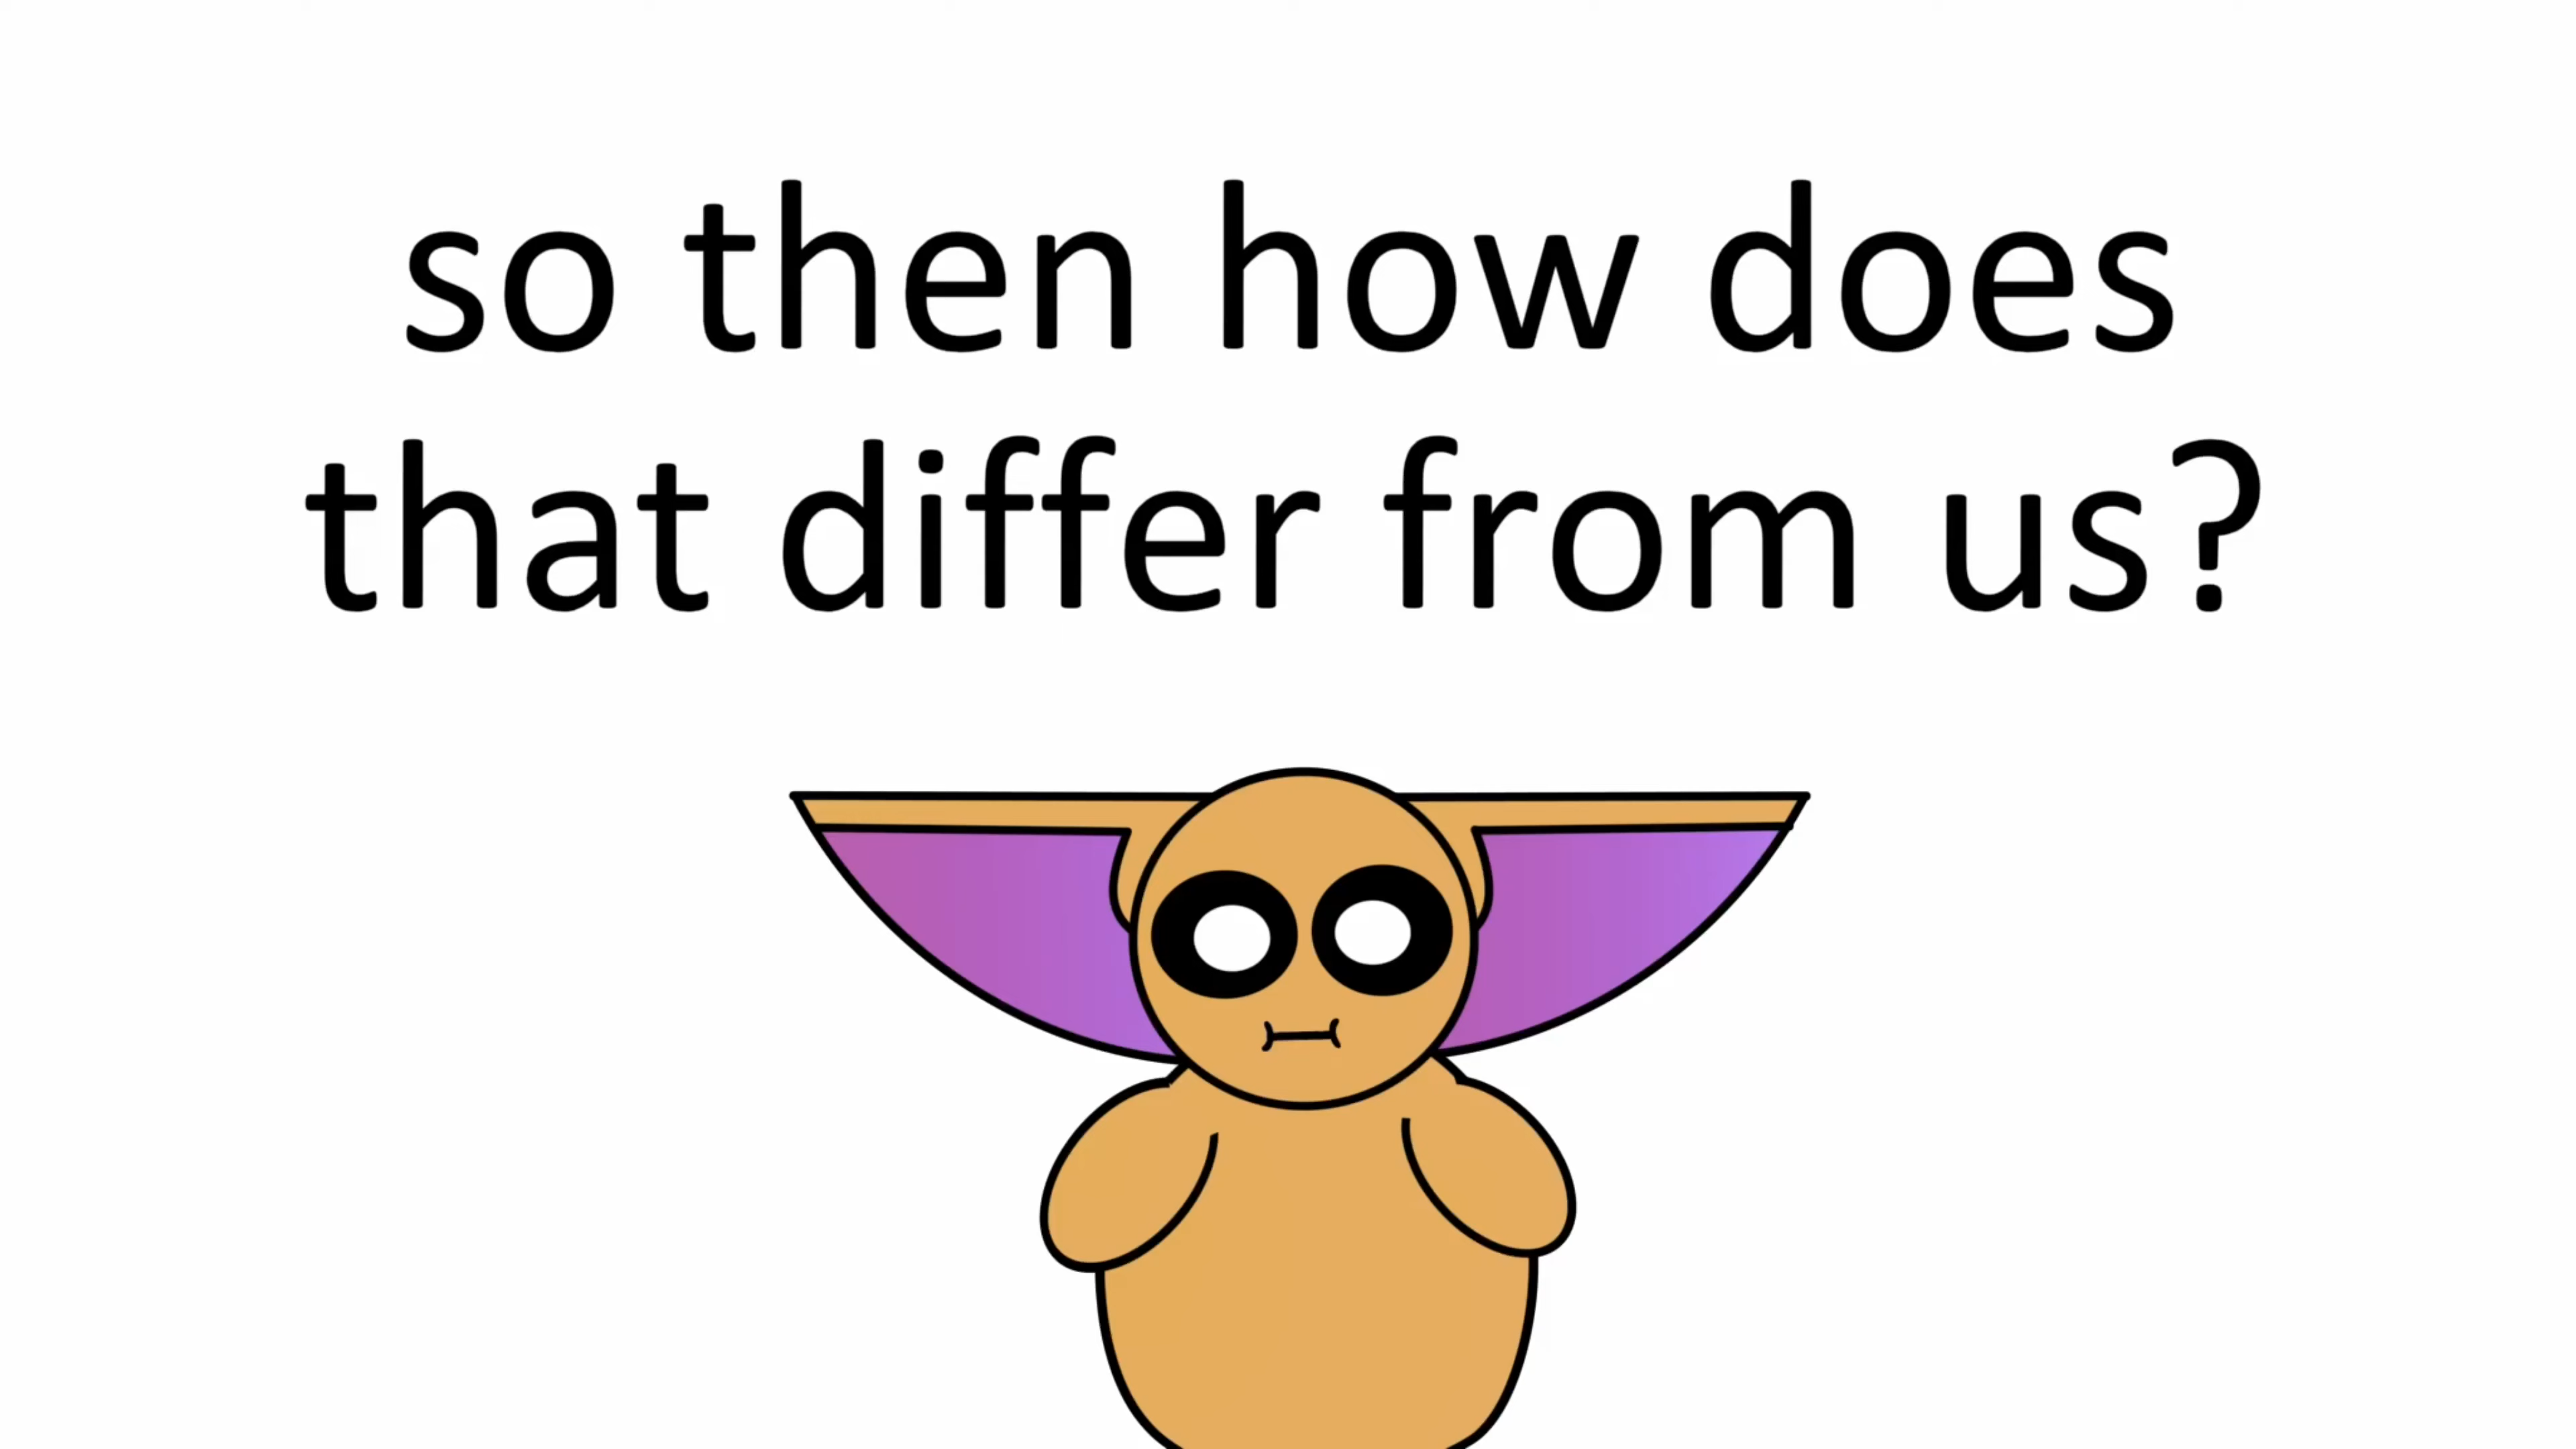 so then how does
that differ from us?